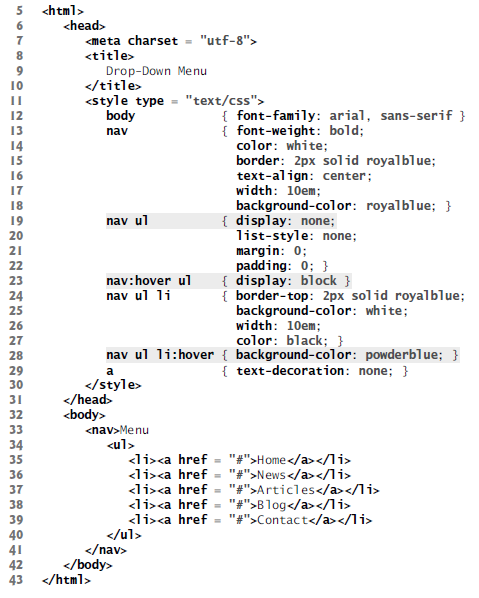 5 <html>
6 <head>
7 <meta charset = "utf-8">
8 <title>
9 Drop-Down Menu
10 </title>
11 <style type = "text/css">
12 body { font-family: arial, sans-serif }
13 nav { font-weight: bold;
14 color: white;
15 border: 2px solid royalblue;
16 text-align: center;
17 width: 10em;
18 background-color: royalblue; }
19 nav ul { display: none;
20 list-style: none;
21 margin: 0;
22 padding: 0; }
23 nav:hover ul { display: block }
24 nav ul li { border-top: 2px solid royalblue;
25 background-color: white;
26 width: 10em;
27 color: black; }
28 nav ul li:hover { background-color: powderblue; }
29 a { text-decoration: none; }
30 </style>
31 </head>
32 <body>
33 <nav>Menu
34 <ul>
35 <li><a href = "#">Home</a></li>
36 <li><a href = "#">News</a></li>
37 <li><a href = "#">Articles</a></li>
38 <li><a href = "#">Blog</a></li>
39 <li><a href = "#">Contact</a></li>
40 </ul>
41 </nav>
42 </body>
43 </html>